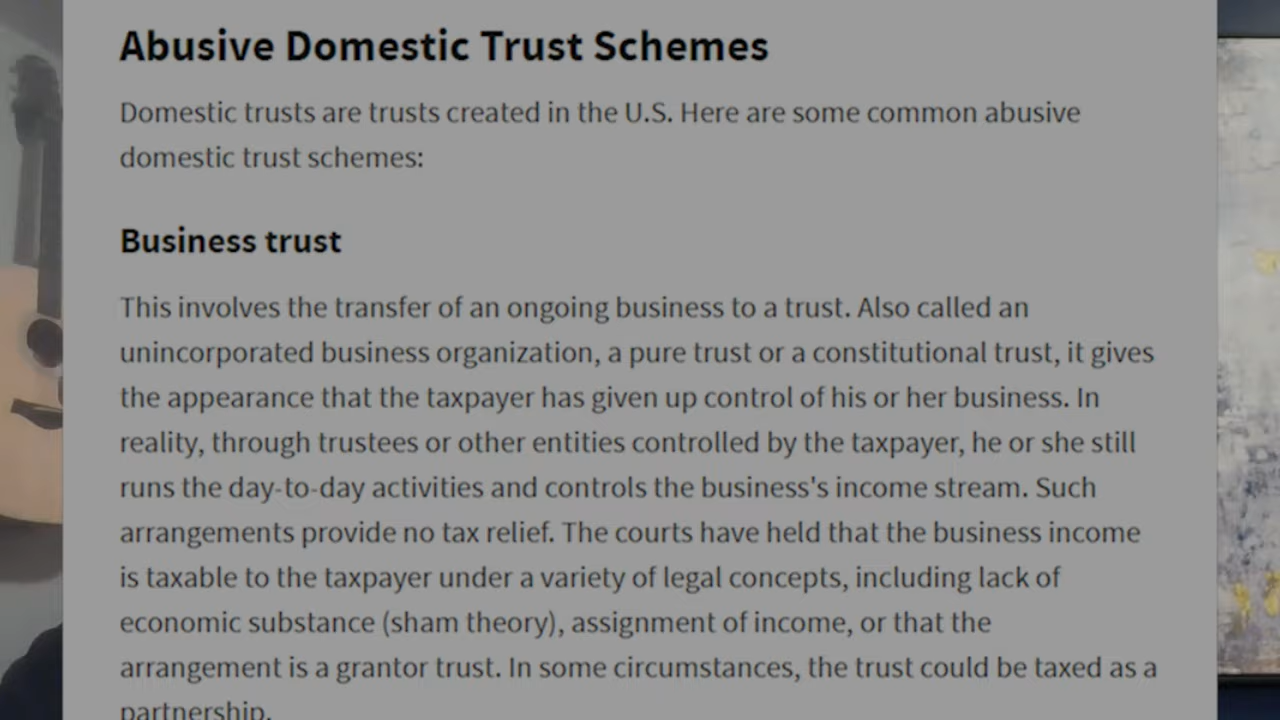 Abusive Domestic Trust Schemes
Domestic trusts are trusts created in the U.S. Here are some common abusive
domestic trust schemes:
Business trust
This involves the transfer of an ongoing business to a trust. Also called an
unincorporated business organization, a pure trust or a constitutional trust, it gives
the appearance that the taxpayer has given up control of his or her business. In
reality, through trustees or other entities controlled by the taxpayer, he or she still
runs the day-to-day activities and controls the business's income stream. Such
arrangements provide no tax relief. The courts have held that the business income
is taxable to the taxpayer under a variety of legal concepts, including lack of
economic substance (sham theory), assignment of income, or that the
arrangement is a grantor trust. In some circumstances, the trust could be taxed as a
partnership.